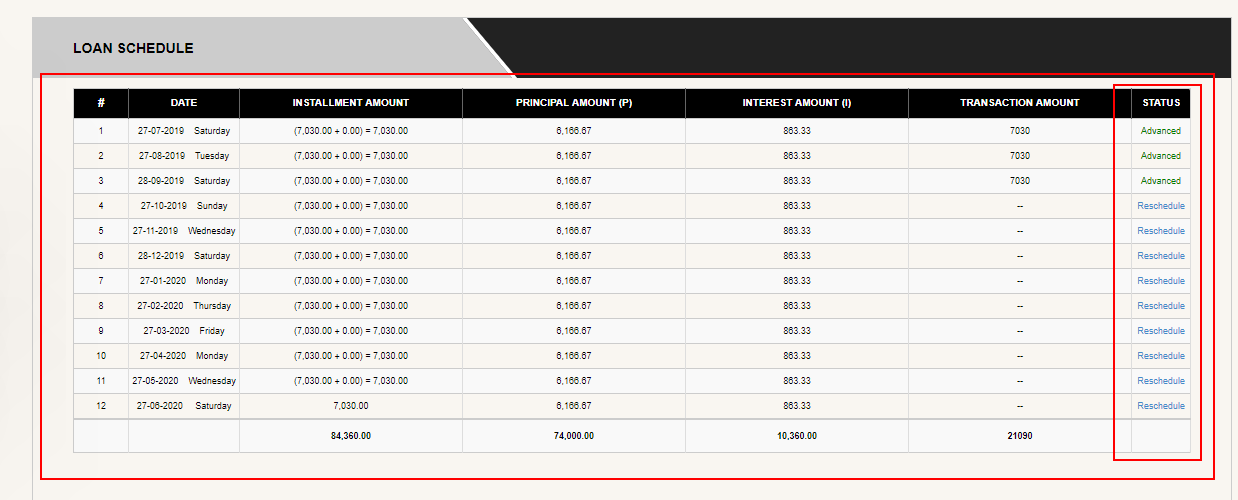 LOAN SCHEDULE
# DATE INSTALLMENT AMOUNT PRINCIPAL AMOUNT (P) INTEREST AMOUNT (I) TRANSACTION AMOUNT STATUS
1 27-07-2019 Saturday (7,030.00 + 0.00) = 7,030.00 6,166.67 863.33 7030 Advanced
2 27-08-2019 Tuesday (7,030.00 + 0.00) = 7,030.00 6,166.67 863.33 7030 Advanced
3 28-09-2019 Saturday (7,030.00 + 0.00) = 7,030.00 6,166.67 863.33 7030 Advanced
4 27-10-2019 Sunday (7,030.00 + 0.00) = 7,030.00 6,166.67 863.33 -- Reschedule
5 27-11-2019 Wednesday (7,030.00 + 0.00) = 7,030.00 6,166.67 863.33 -- Reschedule
6 28-12-2019 Saturday (7,030.00 + 0.00) = 7,030.00 6,166.67 863.33 -- Reschedule
7 27-01-2020 Monday (7,030.00 + 0.00) = 7,030.00 6,166.67 863.33 -- Reschedule
8 27-02-2020 Thursday (7,030.00 + 0.00) = 7,030.00 6,166.67 863.33 -- Reschedule
9 27-03-2020 Friday (7,030.00 + 0.00) = 7,030.00 6,166.67 863.33 -- Reschedule
10 27-04-2020 Monday (7,030.00 + 0.00) = 7,030.00 6,166.67 863.33 -- Reschedule
11 27-05-2020 Wednesday (7,030.00 + 0.00) = 7,030.00 6,166.67 863.33 -- Reschedule
12 27-06-2020 Saturday 7,030.00 6,166.67 863.33 -- Reschedule
84,360.00 74,000.00 10,360.00 21090